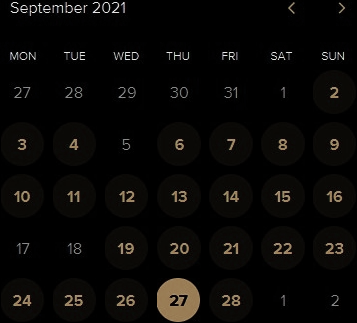 September 2021
MON TUE WED THU FRI SAT SUN
27 28 29 30 31 1 2
3 4 5 6 7 8 9
10 11 12 13 14 15 16
17 18 19 20 21 22 23
24 25 26 27 28 1 2